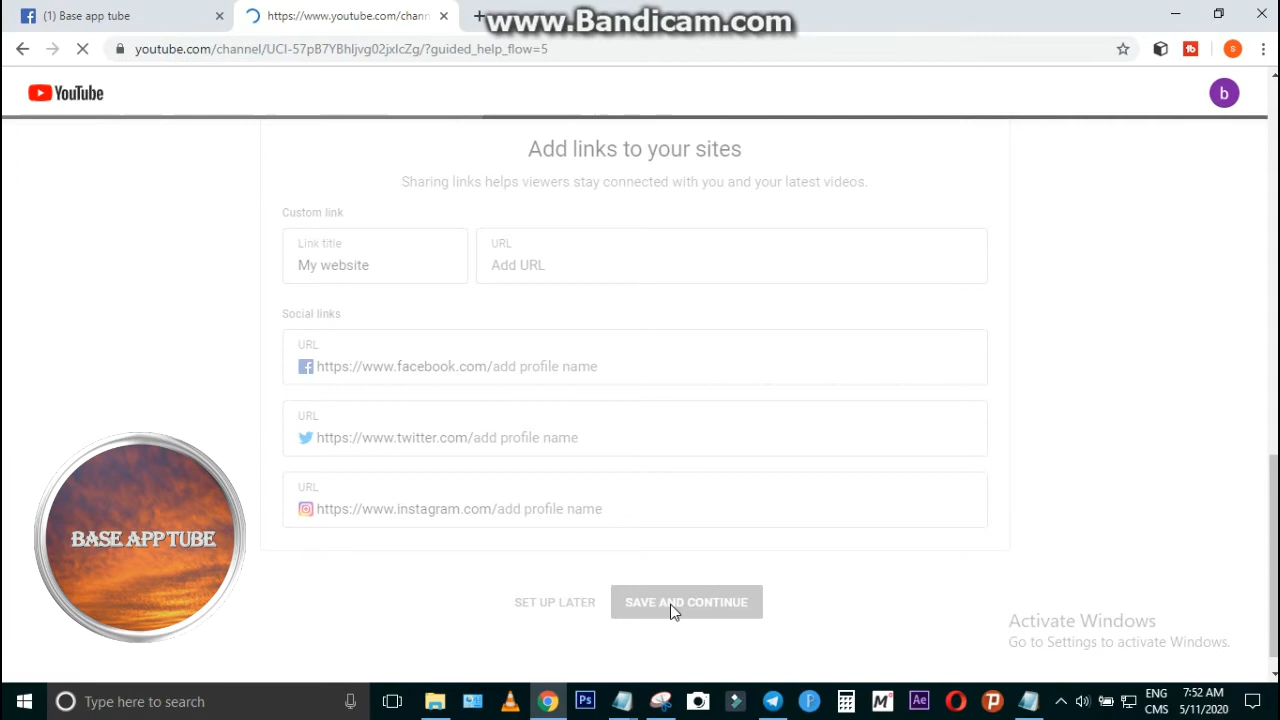 (1) Base app tube
https://www.youtube.com/chann
www.Bandicam.com
youtube.com/channel/UCI-57pB7YBhIjvg02jxIcZg/?guided_help_flow=5
S
YouTube
b
Add links to your sites
Sharing links helps viewers stay connected with you and your latest videos.
Custom link
Link title
My website
URL
Add URL
Social links
URL
https://www.facebook.com/add profile name
URL
https://www.twitter.com/add profile name
URL
https://www.instagram.com/add profile name
BASE APP TUBE
SET UP LATER
SAVE AND CONTINUE
Activate Windows
Go to Settings to activate Windows.
Type here to search
Ps
Ae
ENG
CMS
7:52 AM
5/11/2020